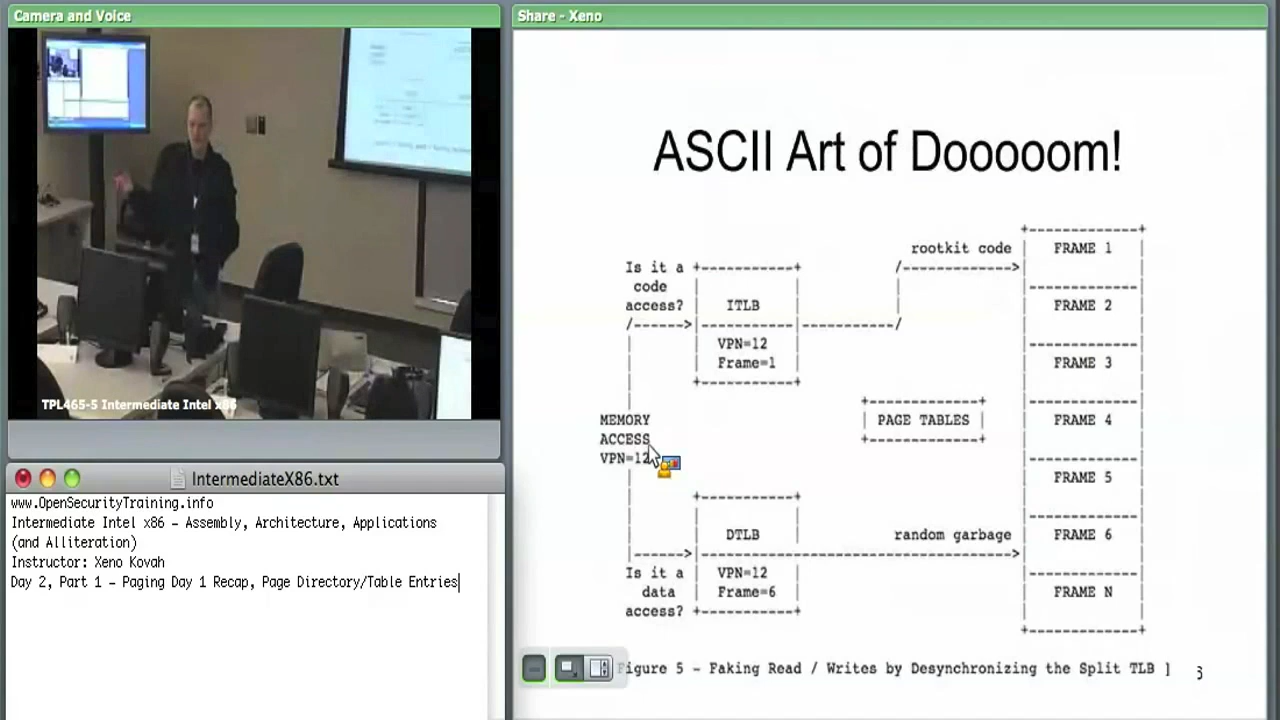 Camera and Voice
TPL465-5 Intermediate Intel x86
IntermediateX86.txt
www.OpenSecurityTraining.info
Intermediate Intel x86 – Assembly, Architecture, Applications
(and Alliteration)
Instructor: Xeno Kovah
Day 2, Part 1 – Paging Day 1 Recap, Page Directory/Table Entries
Share - Xeno
ASCII Art of Dooooom!
Is it a
code
access?
ITLB
VPN=12
Frame=1
rootkit code
MEMORY
ACCESS
VPN=12
PAGE TABLES
DTLB
VPN=12
Frame=6
Is it a
data
access?
random garbage
FRAME 1
FRAME 2
FRAME 3
FRAME 4
FRAME 5
FRAME 6
FRAME N
igure 5 - Faking Read / Writes by Desynchronizing the Split TLB ]